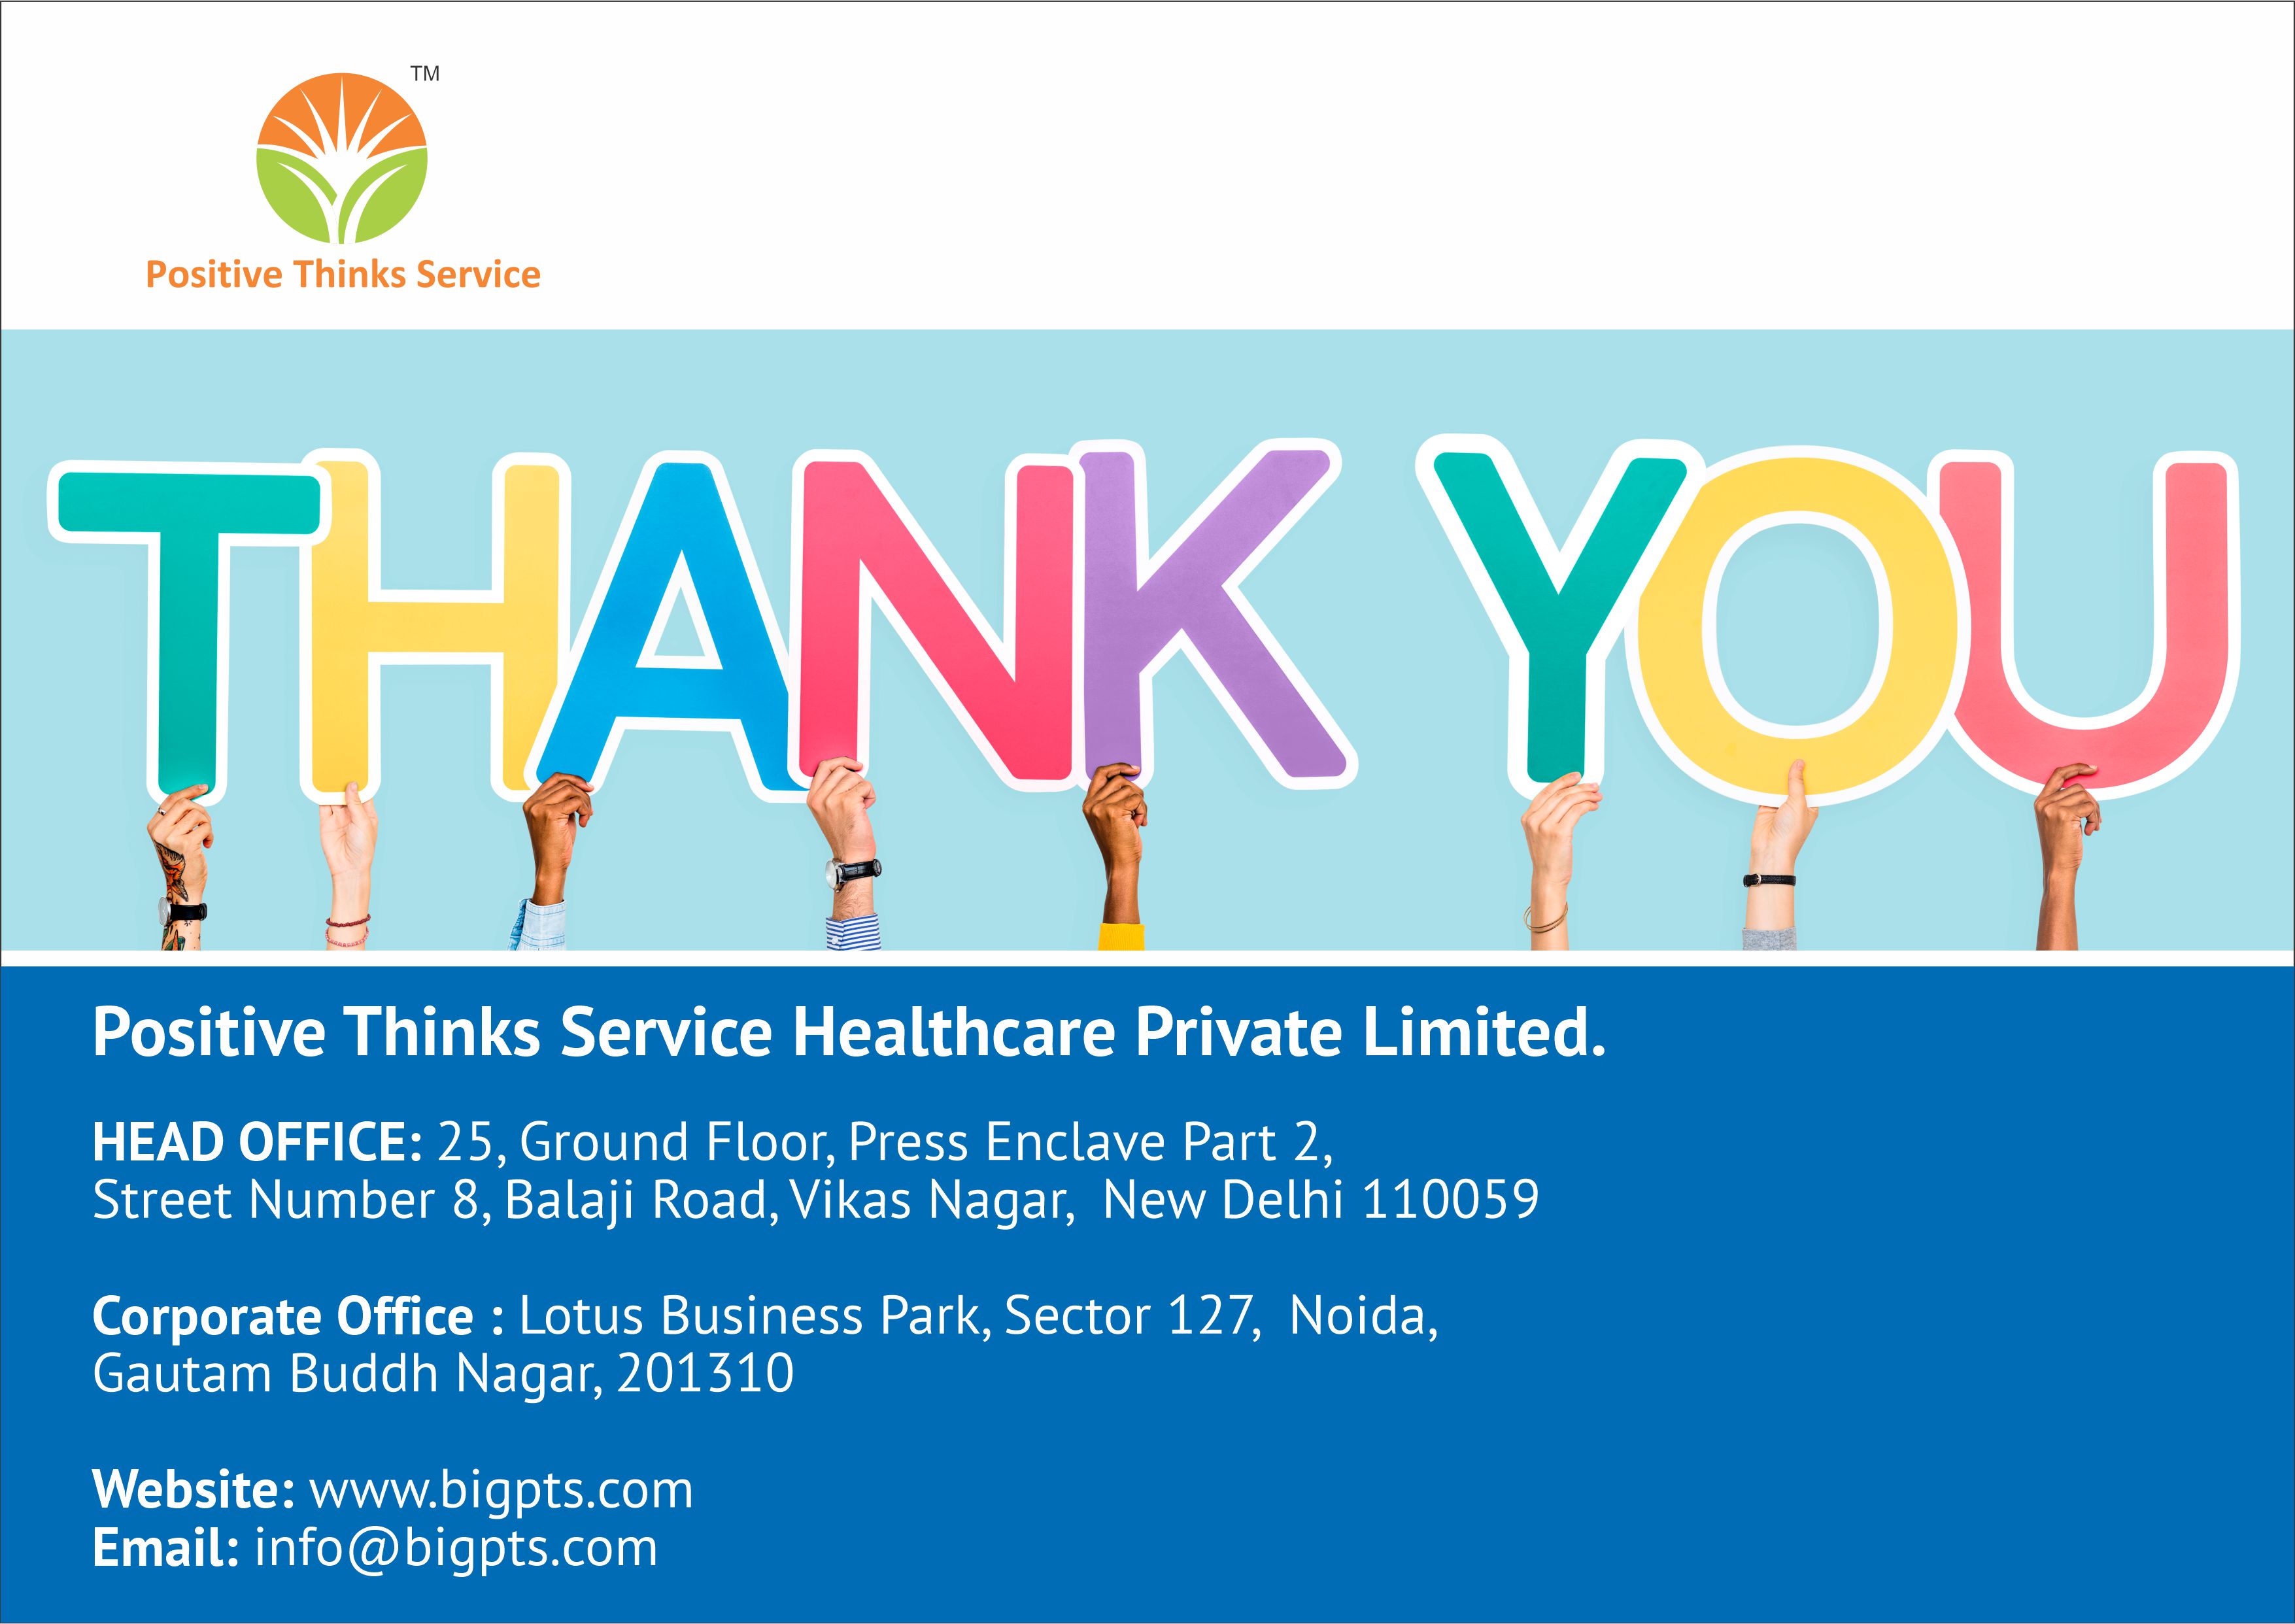 TM
Positive Thinks Service
THANK YOU
Positive Thinks Service Healthcare Private Limited.
HEAD OFFICE: 25, Ground Floor, Press Enclave Part 2,
Street Number 8, Balaji Road, Vikas Nagar, New Delhi 110059
Corporate Office : Lotus Business Park, Sector 127, Noida,
Gautam Buddh Nagar, 201310
Website: www.bigpts.com
Email: info@bigpts.com